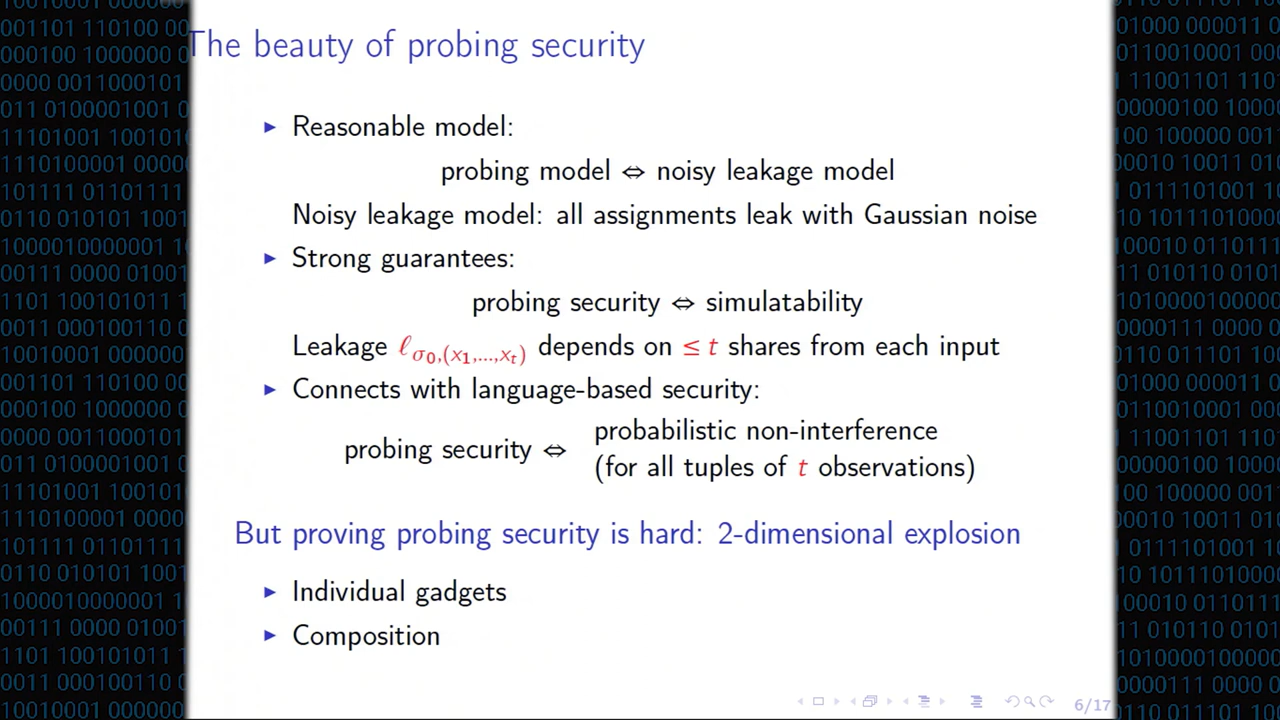 The beauty of probing security
▶ Reasonable model:
probing model ⇔ noisy leakage model
Noisy leakage model: all assignments leak with Gaussian noise
▶ Strong guarantees:
probing security ⇔ simulatability
Leakage ℓσ₀,(x₁,...,xₜ) depends on ≤ t shares from each input
▶ Connects with language-based security:
probing security ⇔ probabilistic non-interference
(for all tuples of t observations)
But proving probing security is hard: 2-dimensional explosion
▶ Individual gadgets
▶ Composition
6/17